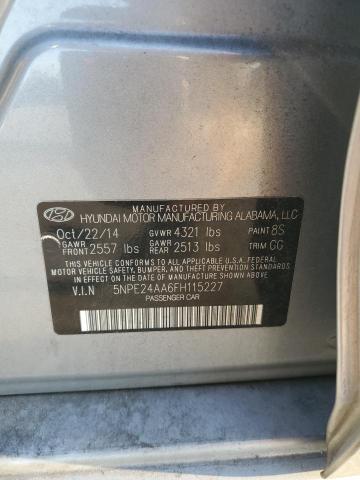 MANUFACTURED BY
HYUNDAI MOTOR MANUFACTURING ALABAMA, LLC
Oct/22/14 GVWR 4321 lbs PAINT 8S
GAWR FRONT 2557 lbs GAWR REAR 2513 lbs TRIM GG
THIS VEHICLE CONFORMS TO ALL APPLICABLE U.S.A. FEDERAL
MOTOR VEHICLE SAFETY, BUMPER, AND THEFT PREVENTION STANDARDS
IN EFFECT ON THE DATE OF MANUFACTURE SHOWN ABOVE.
V.I.N 5NPE24AA6FH115227
PASSENGER CAR